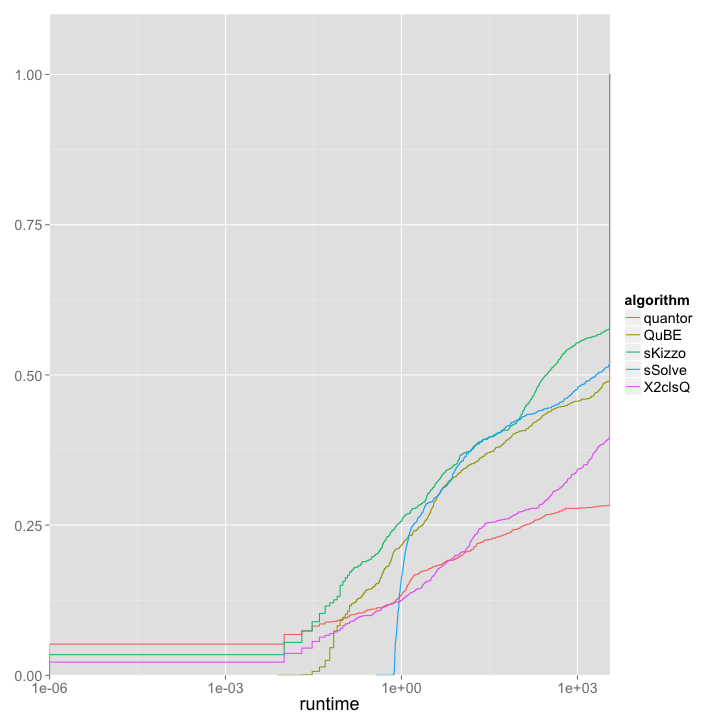 1.00
0.75
0.50
0.25
0.00
1e-06 1e-03 1e+00 1e+03
runtime
algorithm
quantor
QuBE
sKizzo
sSolve
X2clsQ